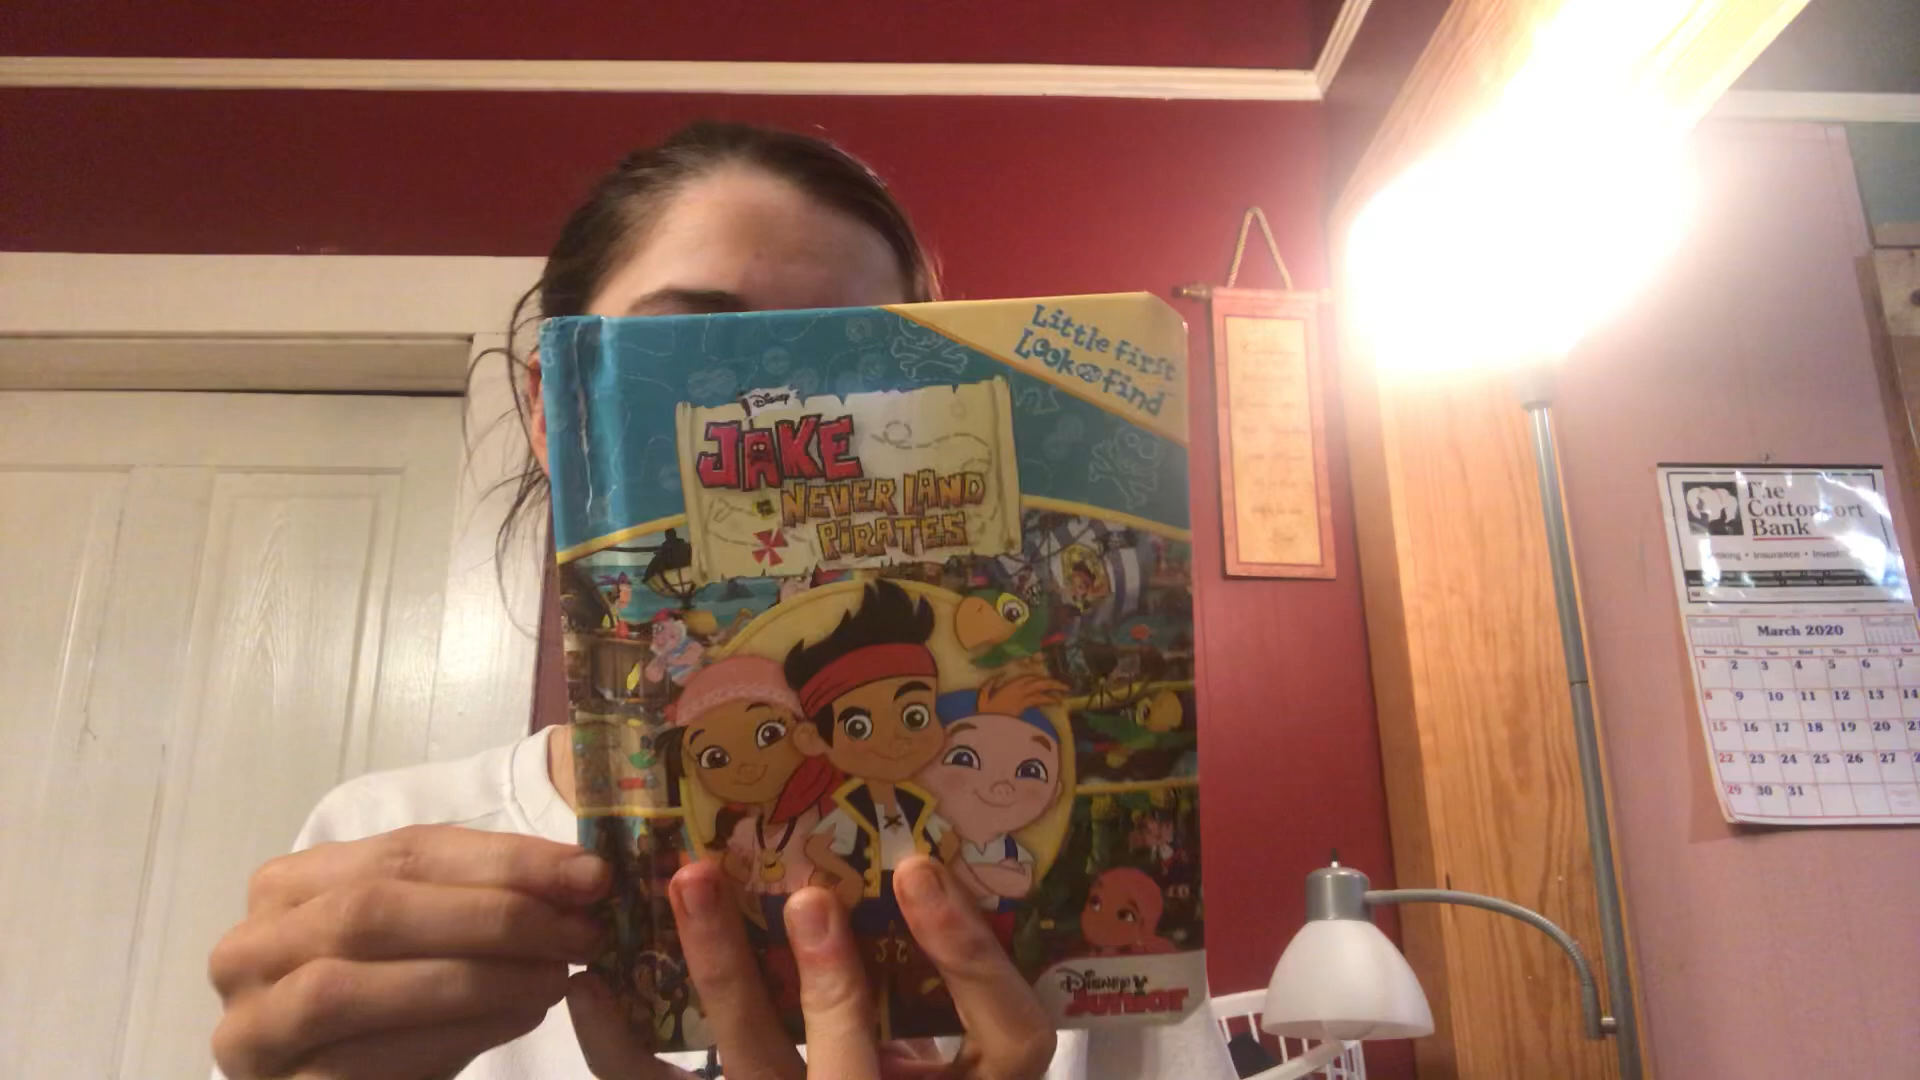 Little First
Look and Find
Disney
JAKE
AND THE
NEVER LAND
PIRATES
Disney
Junior
The
Cottonport
Bank
March 2020
1 2 3 4 5 6 7
8 9 10 11 12 13 14
15 16 17 18 19 20 21
22 23 24 25 26 27
29 30 31